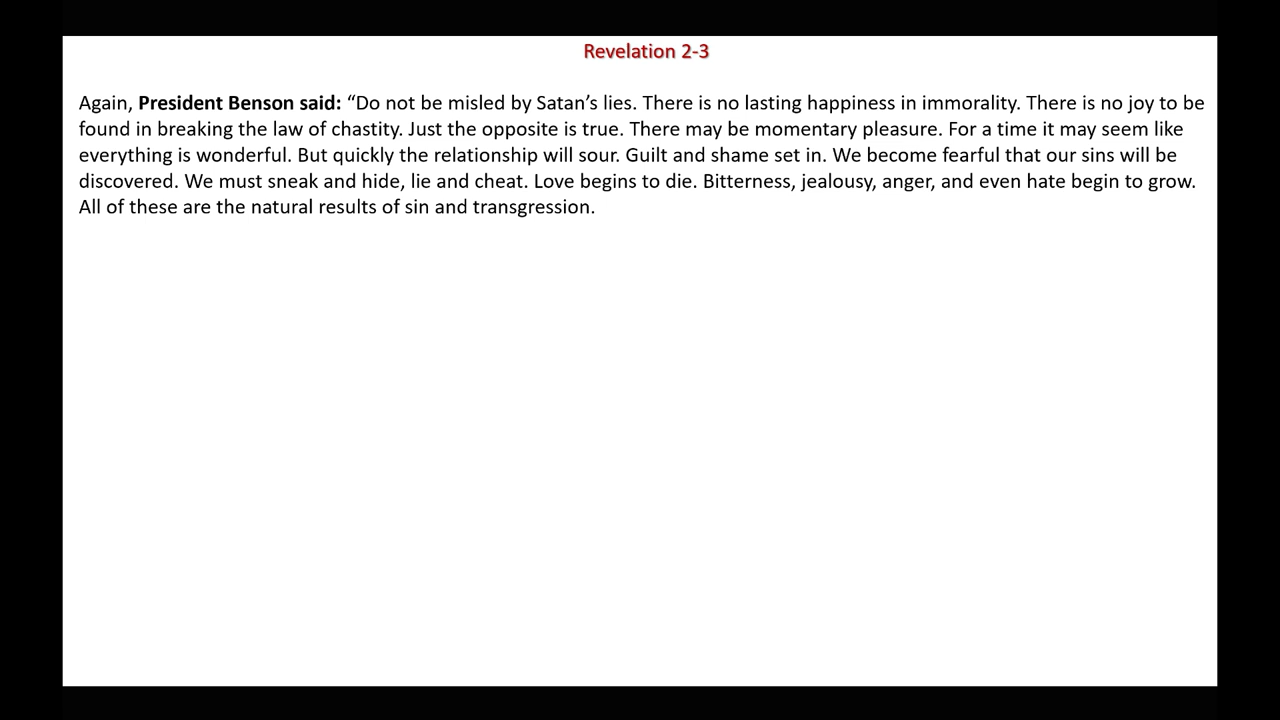 Revelation 2-3
Again, President Benson said: “Do not be misled by Satan’s lies. There is no lasting happiness in immorality. There is no joy to be
found in breaking the law of chastity. Just the opposite is true. There may be momentary pleasure. For a time it may seem like
everything is wonderful. But quickly the relationship will sour. Guilt and shame set in. We become fearful that our sins will be
discovered. We must sneak and hide, lie and cheat. Love begins to die. Bitterness, jealousy, anger, and even hate begin to grow.
All of these are the natural results of sin and transgression.